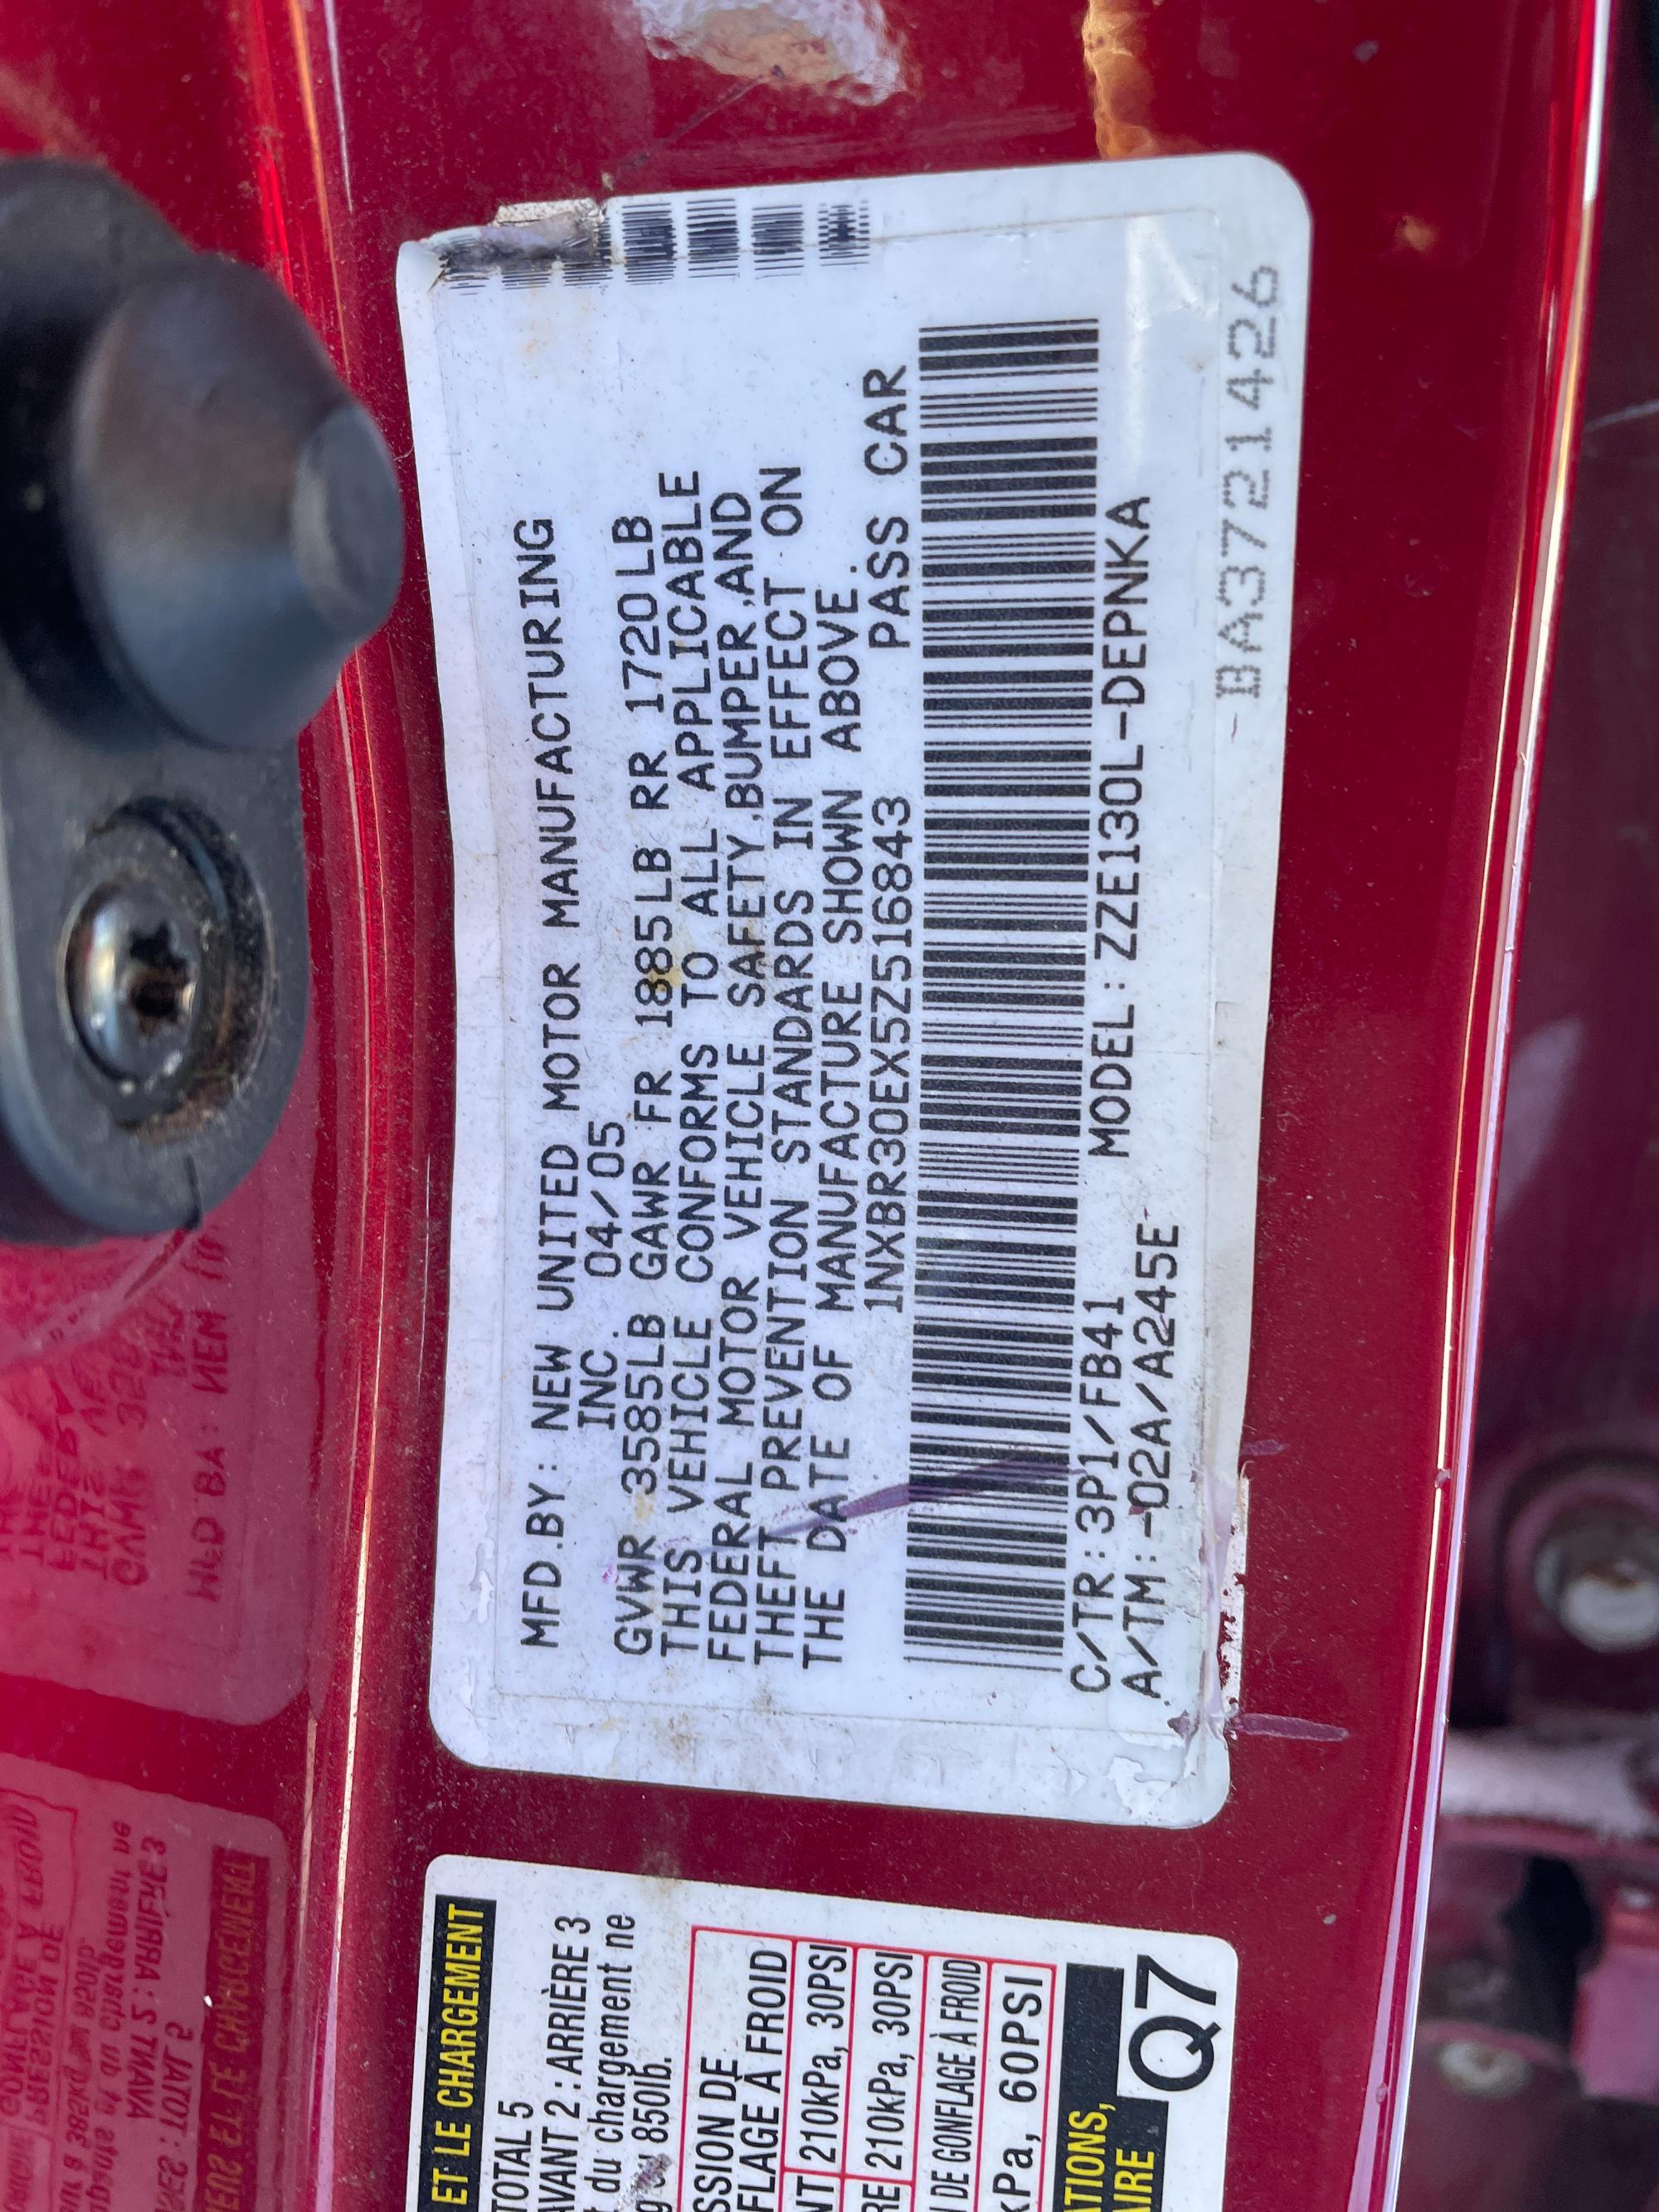 MFD.BY: NEW UNITED MOTOR MANUFACTURING
INC. 04/05
GVWR 3585LB GAWR FR 1885LB RR 1720LB
THIS VEHICLE CONFORMS TO ALL APPLICABLE
FEDERAL MOTOR VEHICLE SAFETY,BUMPER,AND
THEFT PREVENTION STANDARDS IN EFFECT ON
THE DATE OF MANUFACTURE SHOWN ABOVE.
1NXBR30EX5Z516843 PASS CAR
C/TR:3P1/FB41 MODEL:ZZE130L-DEPNKA
A/TM:-02A/A245E
BA3721426
ET LE CHARGEMENT
TOTAL 5
AVANT 2 : ARRIÈRE 3
du chargement ne
850lb.
SSION DE
FLAGE À FROID
210kPa, 30PSI
210kPa, 30PSI
DE GONFLAGE À FROID
kPa, 60PSI
Q7